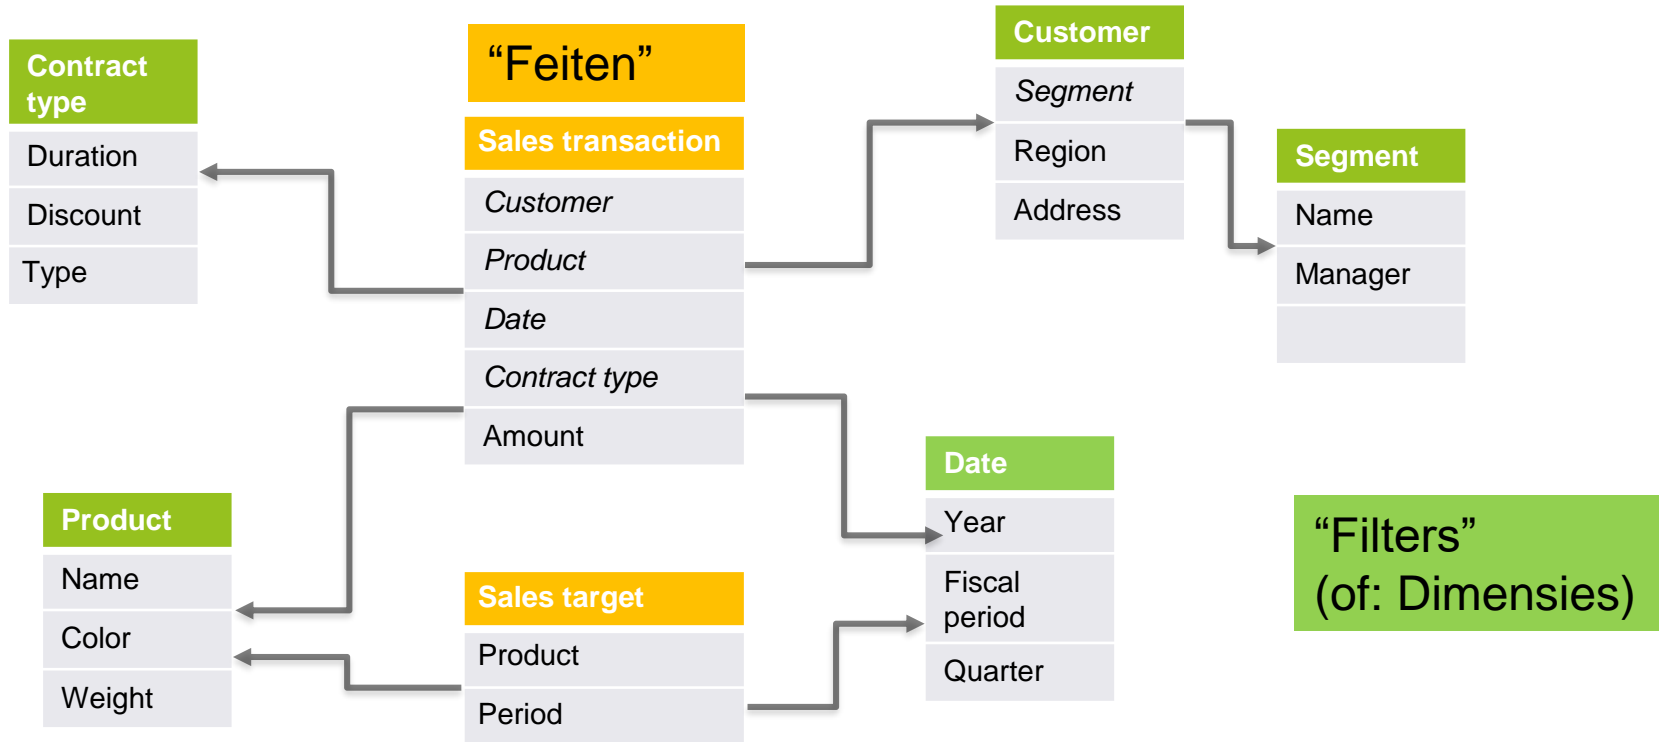 Contract
type
Duration
Discount
Type
“Feiten”
Sales transaction
Customer
Product
Date
Contract type
Amount
Customer
Segment
Region
Address
Segment
Name
Manager
Product
Name
Color
Weight
Sales target
Product
Period
Date
Year
Fiscal
period
Quarter
“Filters”
(of: Dimensies)